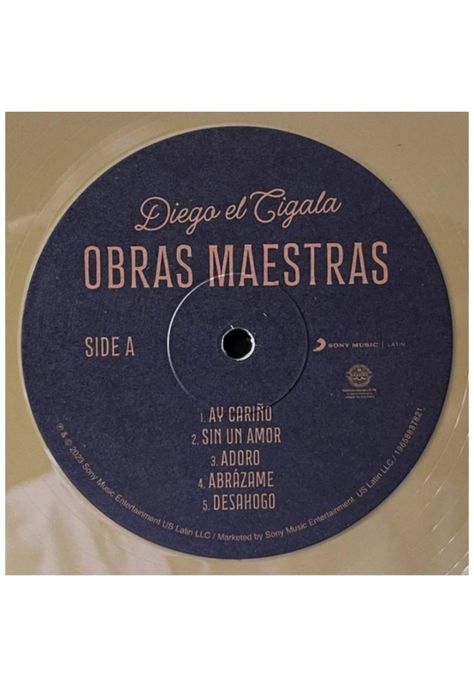 Diego el Cigala
OBRAS MAESTRAS
SIDE A
SONY MUSIC | LATIN
1. AY CARIÑO
2. SIN UN AMOR
3. ADORO
4. ABRÁZAME
5. DESAHOGO
℗ & © 2023 Sony Music Entertainment US Latin LLC / Marketed by Sony Music Entertainment US Latin LLC / 19658837821